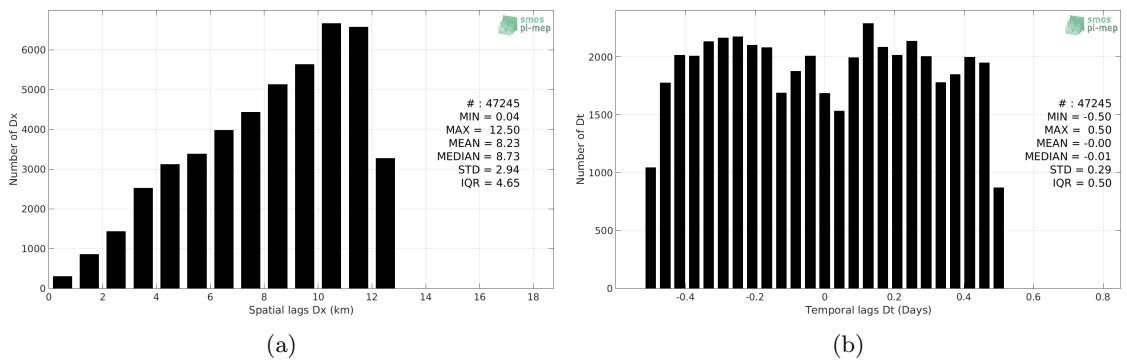 smos
pi-mep
Number of Dx
6000
5000
4000
3000
2000
1000
0
# : 47245
MIN = 0.04
MAX = 12.50
MEAN = 8.23
MEDIAN = 8.73
STD = 2.94
IQR = 4.65
0 2 4 6 8 10 12 14 16 18
Spatial lags Dx (km)
(a)
smos
pi-mep
Number of Dt
2000
1500
1000
500
0
# : 47245
MIN = -0.50
MAX = 0.50
MEAN = -0.00
MEDIAN = -0.01
STD = 0.29
IQR = 0.50
-0.4 -0.2 0 0.2 0.4 0.6 0.8
Temporal lags Dt (Days)
(b)